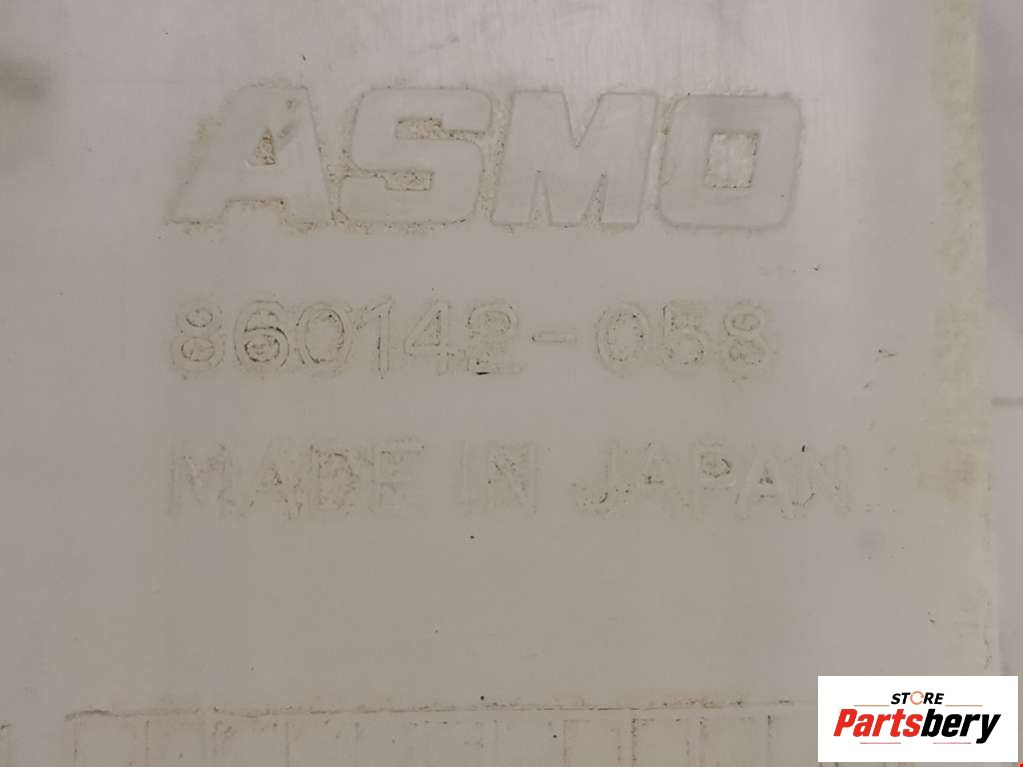 ASMO
860142-058
MADE IN JAPAN
STORE
Partsbery